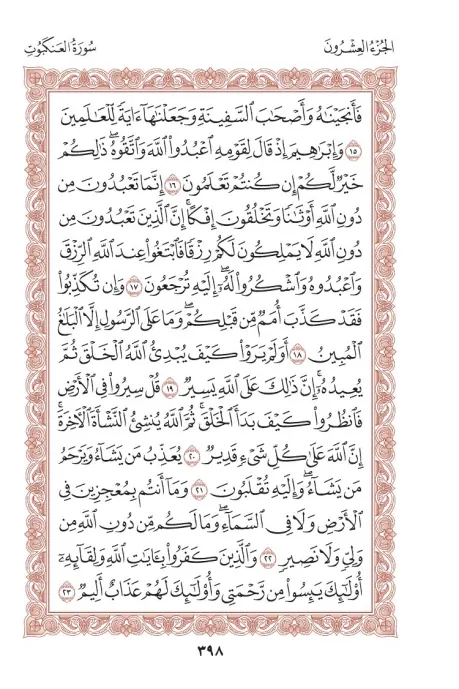 الجُزْءُ العِشْرُونَ سُورَةُ العَنكَبُوتِ
فَأَنجَيْنَٰهُ وَأَصْحَٰبَ ٱلسَّفِينَةِ وَجَعَلْنَٰهَآ ءَايَةً لِّلْعَٰلَمِينَ
١٥ وَإِبْرَٰهِيمَ إِذْ قَالَ لِقَوْمِهِ ٱعْبُدُوا۟ ٱللَّهَ وَٱتَّقُوهُۖ ذَٰلِكُمْ
خَيْرٌ لَّكُمْ إِن كُنتُمْ تَعْلَمُونَ ١٦ إِنَّمَا تَعْبُدُونَ مِن
دُونِ ٱللَّهِ أَوْثَٰنًا وَتَخْلُقُونَ إِفْكًاۚ إِنَّ ٱلَّذِينَ تَعْبُدُونَ مِن
دُونِ ٱللَّهِ لَا يَمْلِكُونَ لَكُمْ رِزْقًا فَٱبْتَغُوا۟ عِندَ ٱللَّهِ ٱلرِّزْقَ
وَٱعْبُدُوهُ وَٱشْكُرُوا۟ لَهُۥٓۖ إِلَيْهِ تُرْجَعُونَ ١٧ وَإِن تُكَذِّبُوا۟
فَقَدْ كَذَّبَ أُمَمٌ مِّن قَبْلِكُمْۖ وَمَا عَلَى ٱلرَّسُولِ إِلَّا ٱلْبَلَٰغُ
ٱلْمُبِينُ ١٨ أَوَلَمْ يَرَوْا۟ كَيْفَ يُبْدِئُ ٱللَّهُ ٱلْخَلْقَ ثُمَّ
يُعِيدُهُۥٓۚ إِنَّ ذَٰلِكَ عَلَى ٱللَّهِ يَسِيرٌ ١٩ قُلْ سِيرُوا۟ فِى ٱلْأَرْضِ
فَٱنظُرُوا۟ كَيْفَ بَدَأَ ٱلْخَلْقَۚ ثُمَّ ٱللَّهُ يُنشِئُ ٱلنَّشْأَةَ ٱلْءَاخِرَةَۚ
إِنَّ ٱللَّهَ عَلَىٰ كُلِّ شَىْءٍ قَدِيرٌ ٢٠ يُعَذِّبُ مَن يَشَآءُ وَيَرْحَمُ
مَن يَشَآءُۖ وَإِلَيْهِ تُقْلَبُونَ ٢١ وَمَآ أَنتُم بِمُعْجِزِينَ فِى
ٱلْأَرْضِ وَلَا فِى ٱلسَّمَآءِۖ وَمَا لَكُم مِّن دُونِ ٱللَّهِ مِن
وَلِىٍّ وَلَا نَصِيرٍ ٢٢ وَٱلَّذِينَ كَفَرُوا۟ بِـَٔايَٰتِ ٱللَّهِ وَلِقَآئِهِۦٓ
أُو۟لَٰٓئِكَ يَئِسُوا۟ مِن رَّحْمَتِى وَأُو۟لَٰٓئِكَ لَهُمْ عَذَابٌ أَلِيمٌ ٢٣
٣٩٨